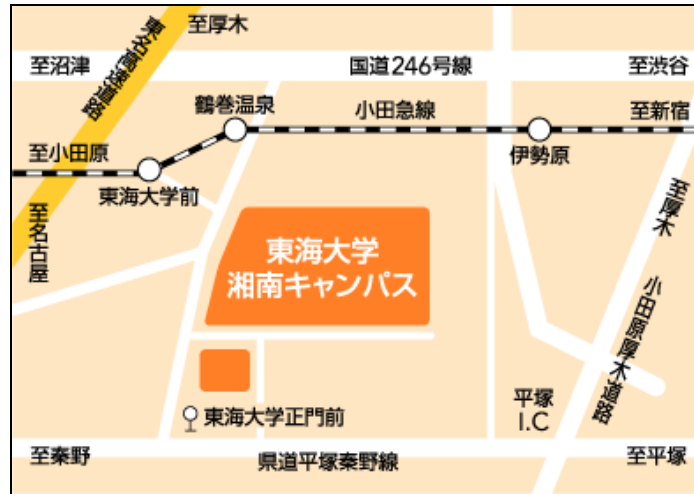 至厚木
東名高速道路
至沼津
国道246号線
至渋谷
鶴巻温泉
小田急線
至新宿
至小田原
伊勢原
東海大学前
至厚木
至名古屋
東海大学
湘南キャンパス
小田原厚木道路
平塚
I.C
東海大学正門前
至秦野
県道平塚秦野線
至平塚